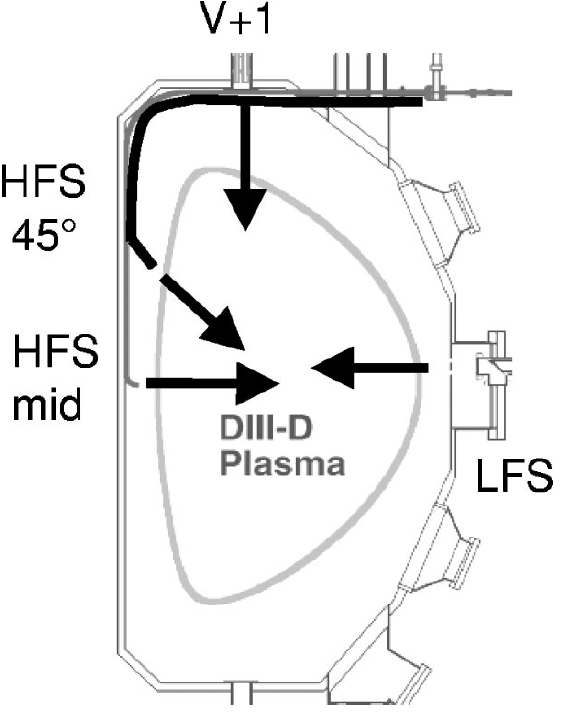 V+1
HFS
45°
HFS
mid
DIII-D
Plasma
LFS